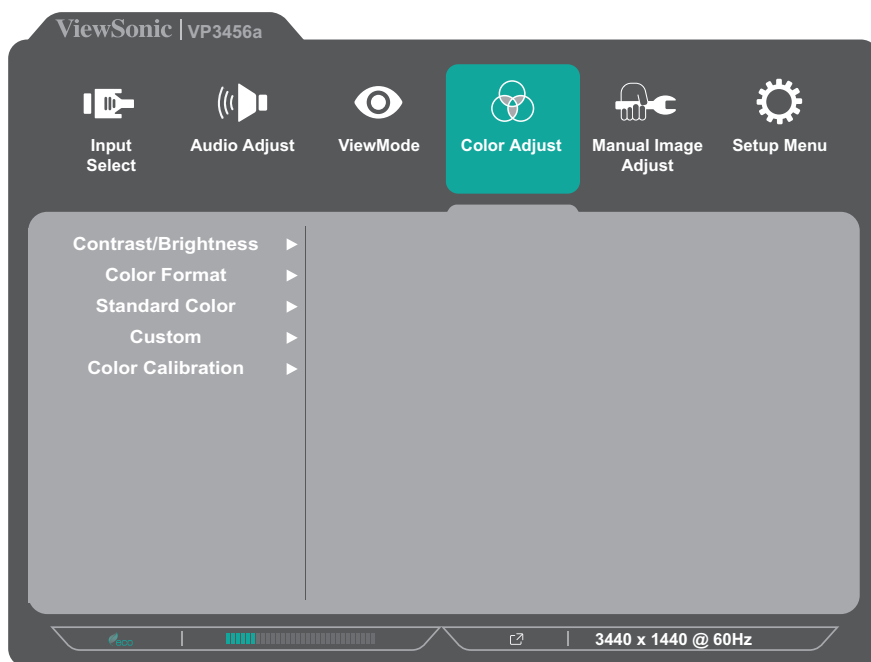 ViewSonic | VP3456a
Input
Select
Audio Adjust
ViewMode
Color Adjust
Manual Image
Adjust
Setup Menu
Contrast/Brightness
Color Format
Standard Color
Custom
Color Calibration
eco
3440 x 1440 @ 60Hz